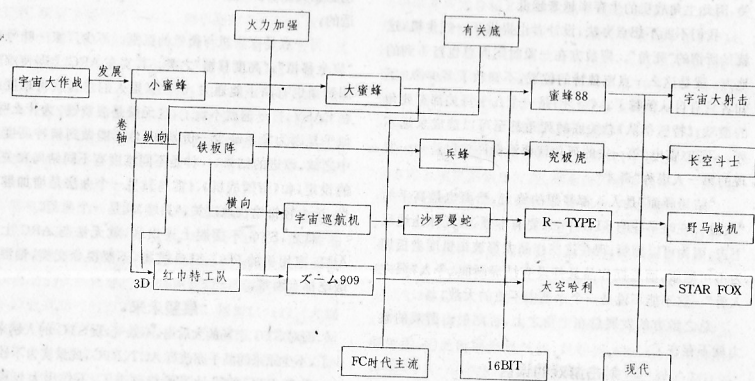 火力加强
有关底
宇宙大作战
发展
小蜜蜂
大蜜蜂
蜜蜂88
宇宙大射击
卷轴
纵向
铁板阵
兵蜂
究极虎
长空斗士
横向
宇宙巡航机
沙罗曼蛇
R-TYPE
野马战机
3D
红巾特工队
ズーム909
太空哈利
STAR FOX
FC时代主流
16BIT
现代